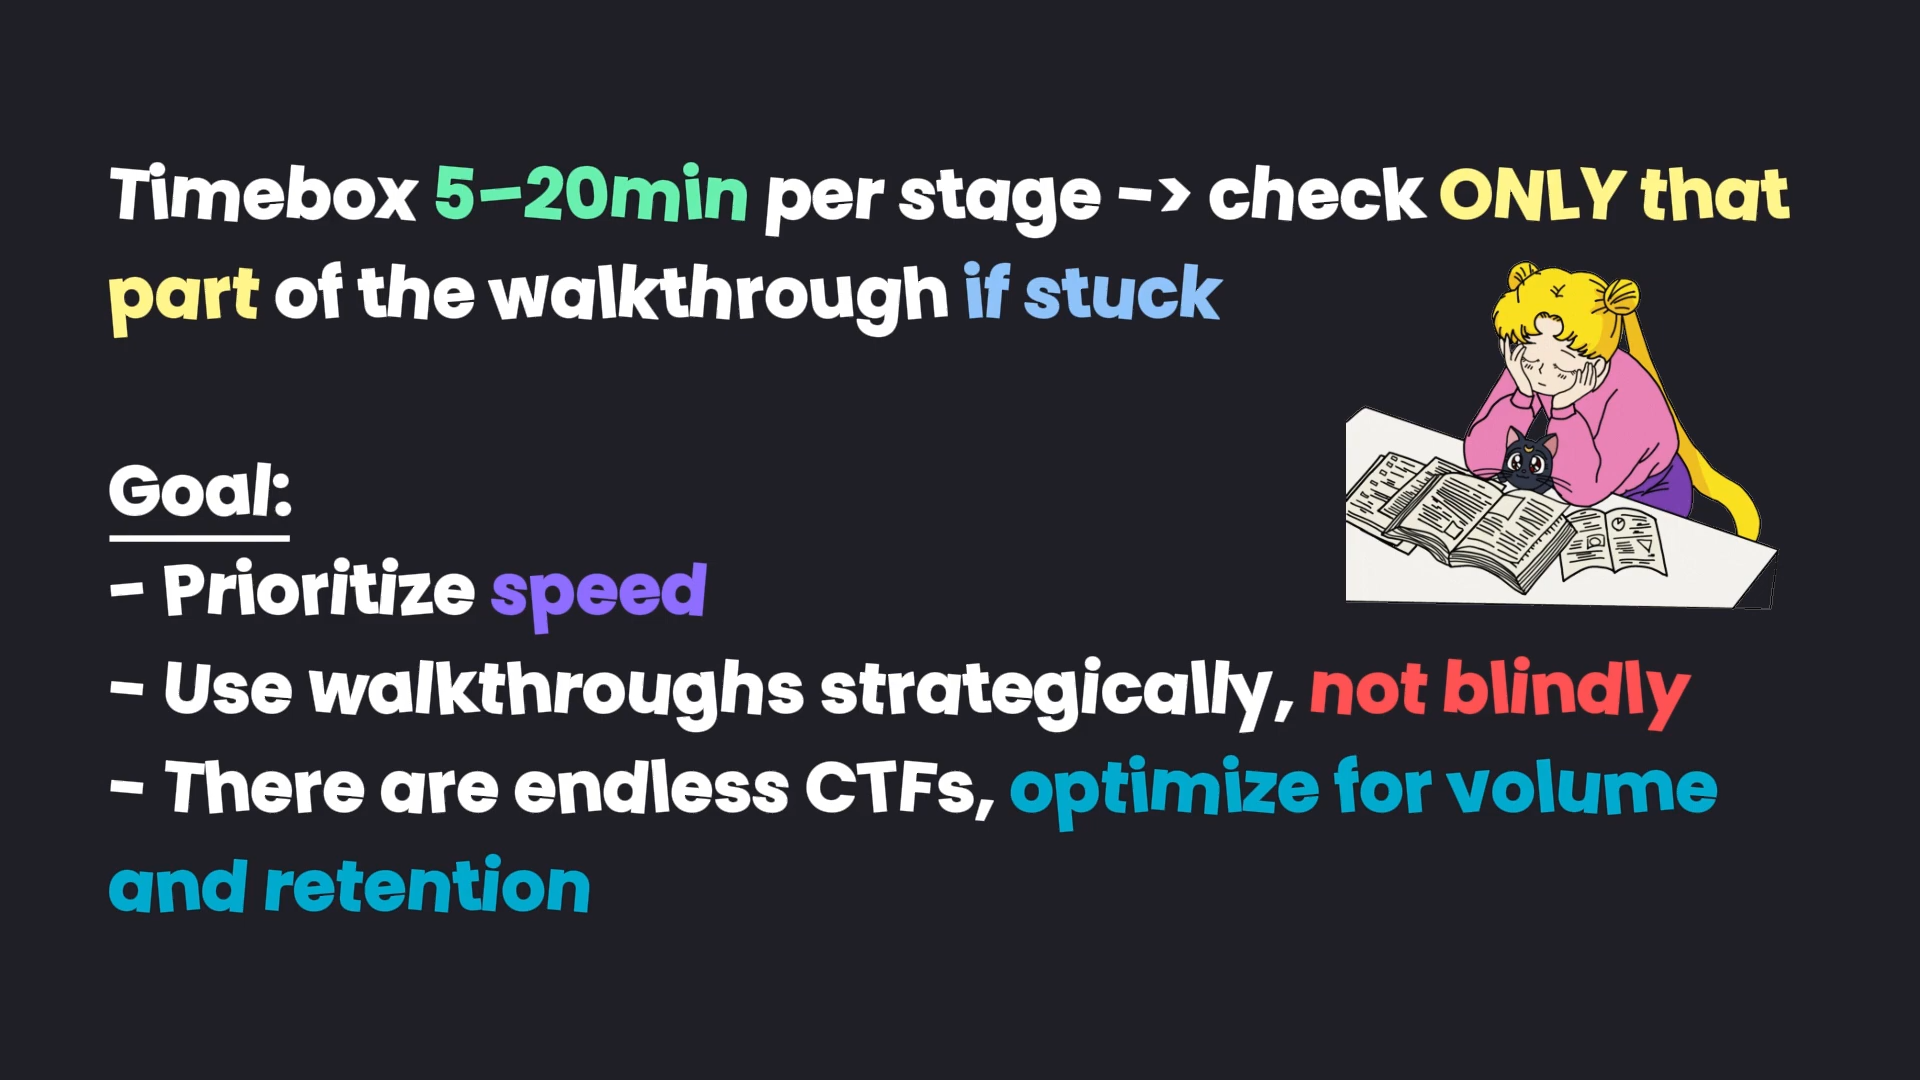 Timebox 5-20min per stage -> check ONLY that
part of the walkthrough if stuck
Goal:
- Prioritize speed
- Use walkthroughs strategically, not blindly
- There are endless CTFs, optimize for volume
and retention